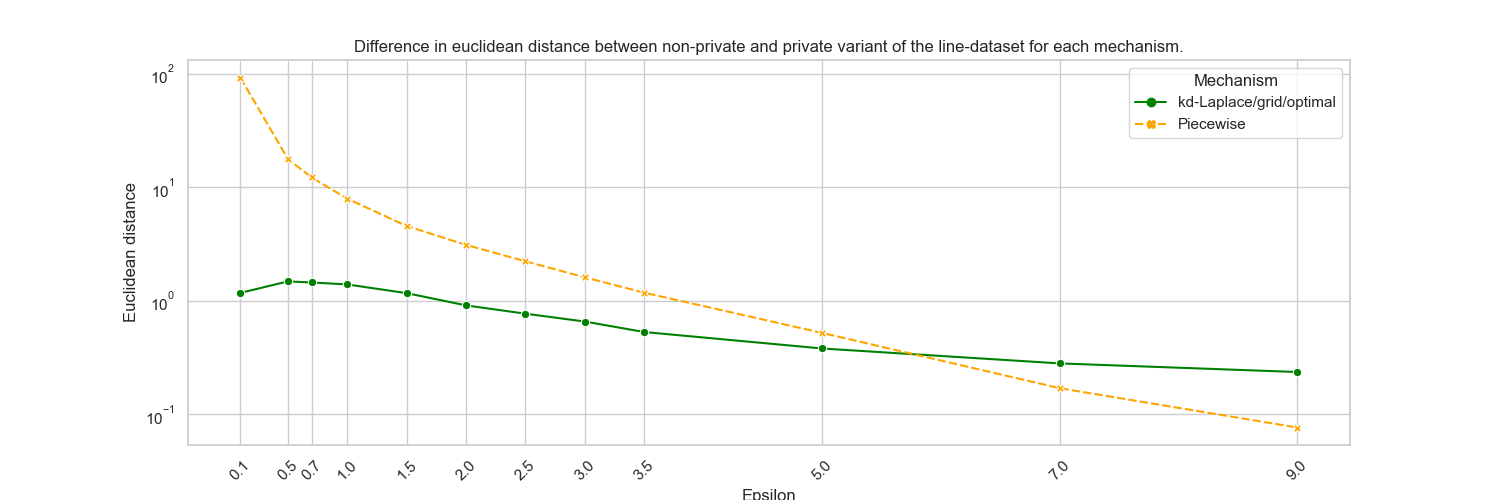 Difference in euclidean distance between non-private and private variant of the line-dataset for each mechanism.
Euclidean distance
10^2
10^1
10^0
10^−1
Mechanism
kd-Laplace/grid/optimal
Piecewise
0.1 0.5 0.7 1.0 1.5 2.0 2.5 3.0 3.5 5.0 7.0 9.0
Epsilon